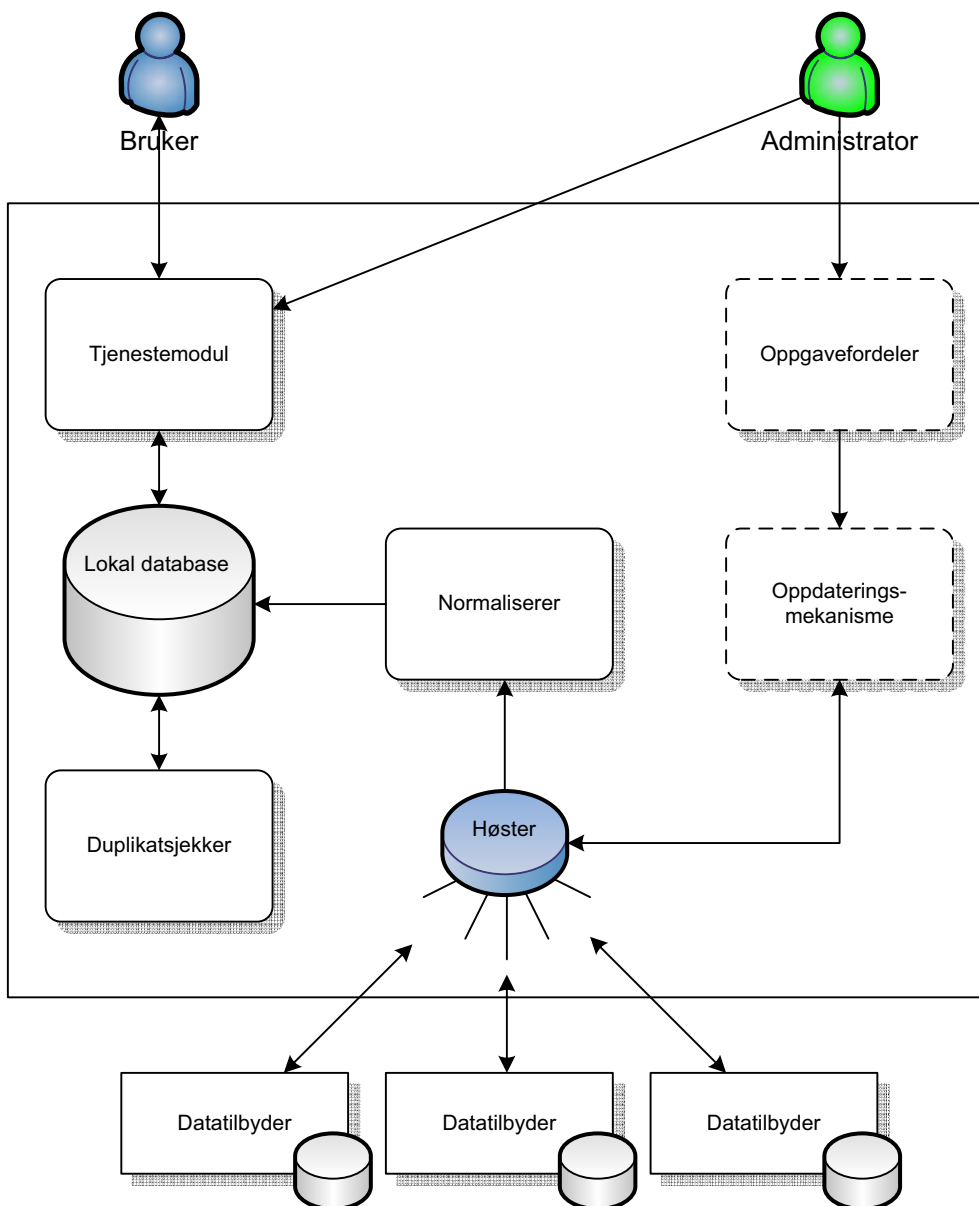 Bruker
Administrator
Tjenestemodul
Oppgavefordeler
Lokal database
Normaliserer
Oppdaterings-
mekanisme
Duplikatsjekker
Høster
Datatilbyder
Datatilbyder
Datatilbyder